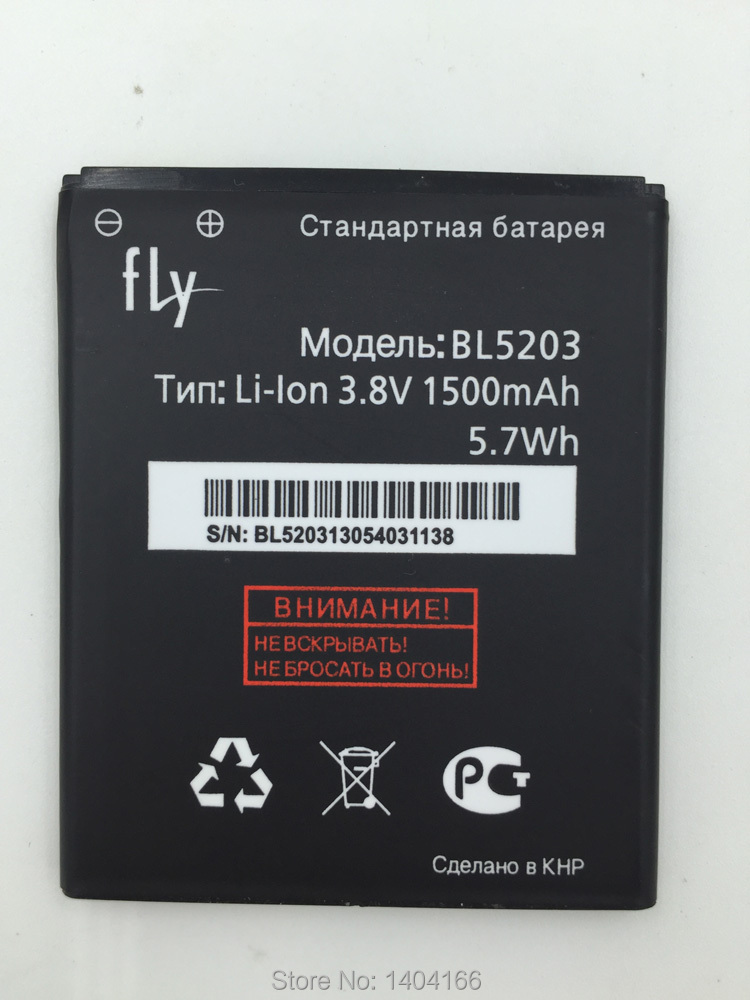 Стандартная батарея
fly
Модель: BL5203
Тип: Li-Ion 3.8V 1500mAh
5.7Wh
S/N: BL520313054031138
ВНИМАНИЕ!
НЕ ВСКРЫВАТЬ!
НЕ БРОСАТЬ В ОГОНЬ!
РСТ
Сделано в КНР
Store No: 1404166